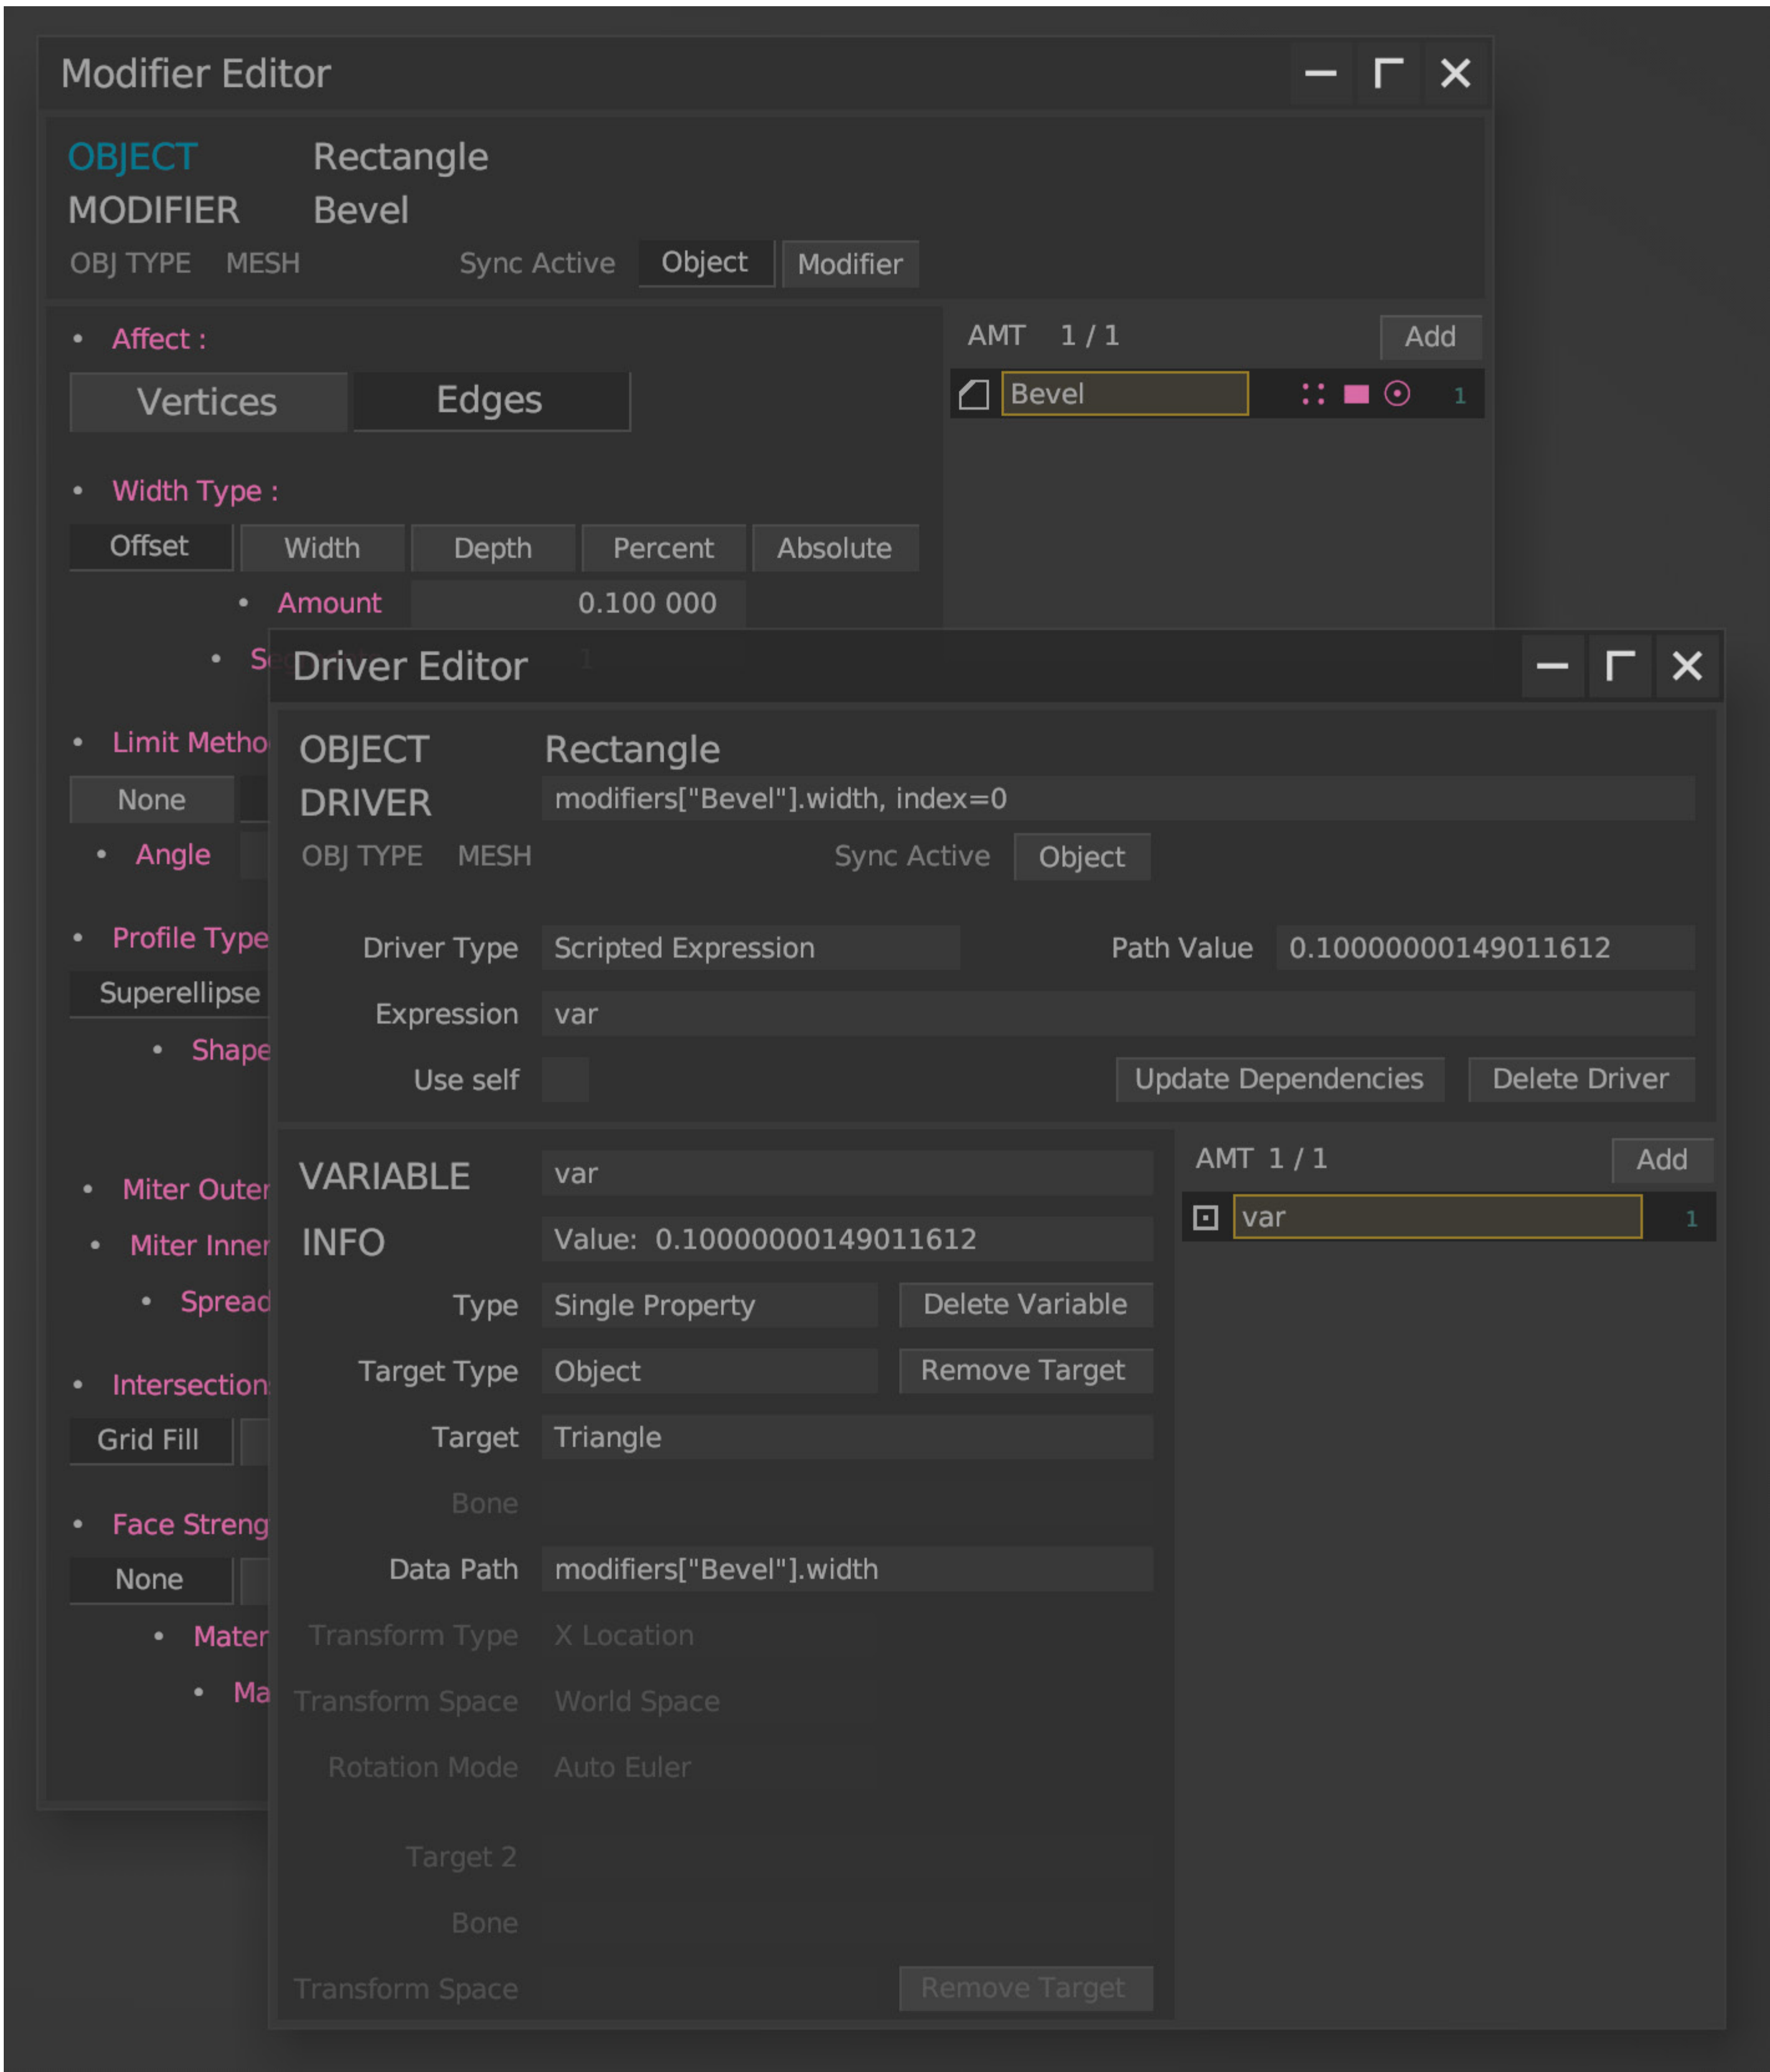 Modifier Editor
OBJECT Rectangle
MODIFIER Bevel
OBJ TYPE MESH Sync Active Object Modifier
• Affect :
Vertices Edges
AMT 1 / 1 Add
Bevel 1
• Width Type :
Offset Width Depth Percent Absolute
• Amount 0.100 000
Driver Editor
• Limit Metho
None
• Angle
• Profile Type
Superellipse
• Shape
• Miter Outer
• Miter Inner
• Spread
• Intersection
Grid Fill
• Face Streng
None
• Mater
• Ma
OBJECT Rectangle
DRIVER modifiers["Bevel"].width, index=0
OBJ TYPE MESH Sync Active Object
Driver Type Scripted Expression Path Value 0.10000000149011612
Expression var
Use self Update Dependencies Delete Driver
VARIABLE var
INFO Value: 0.10000000149011612
Type Single Property Delete Variable
Target Type Object Remove Target
Target Triangle
Bone
Data Path modifiers["Bevel"].width
Transform Type X Location
Transform Space World Space
Rotation Mode Auto Euler
Target 2
Bone
Transform Space Remove Target
AMT 1 / 1 Add
var 1